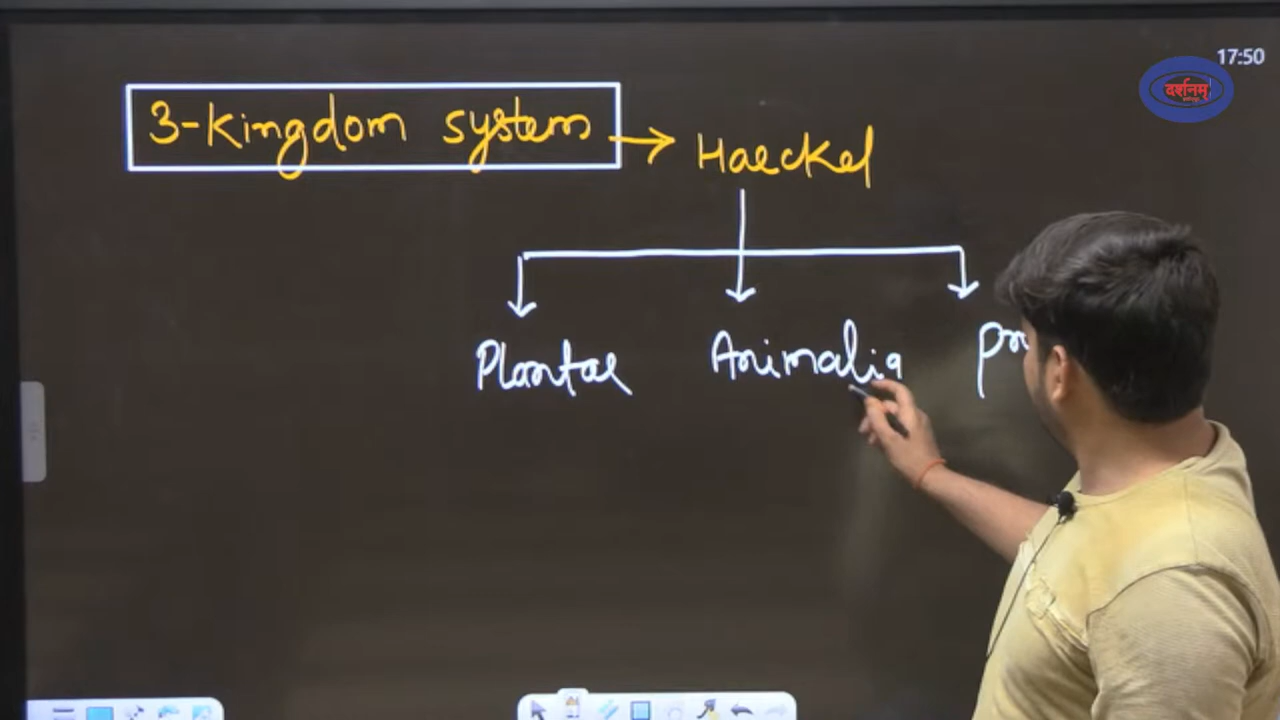 17:50
दर्शनम्
3-Kingdom system → Haeckel
Plantae Animalia